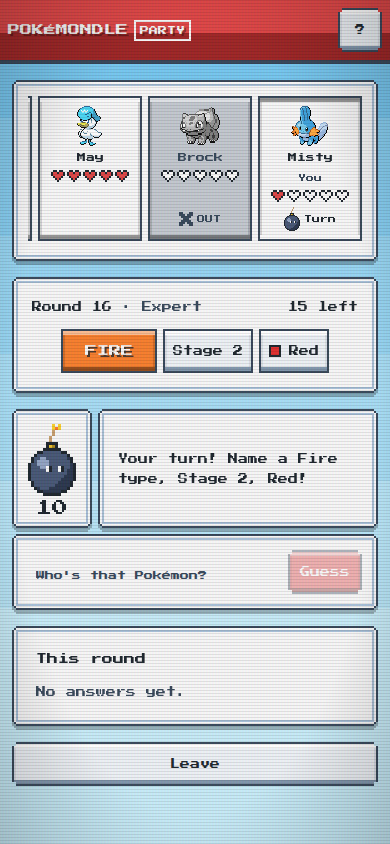 POKéMONDLE PARTY
?
May
Brock
OUT
Misty
You
Turn
Round 16 · Expert
15 left
FIRE
Stage 2
Red
10
Your turn! Name a Fire
type, Stage 2, Red!
Who's that Pokémon?
Guess
This round
No answers yet.
Leave